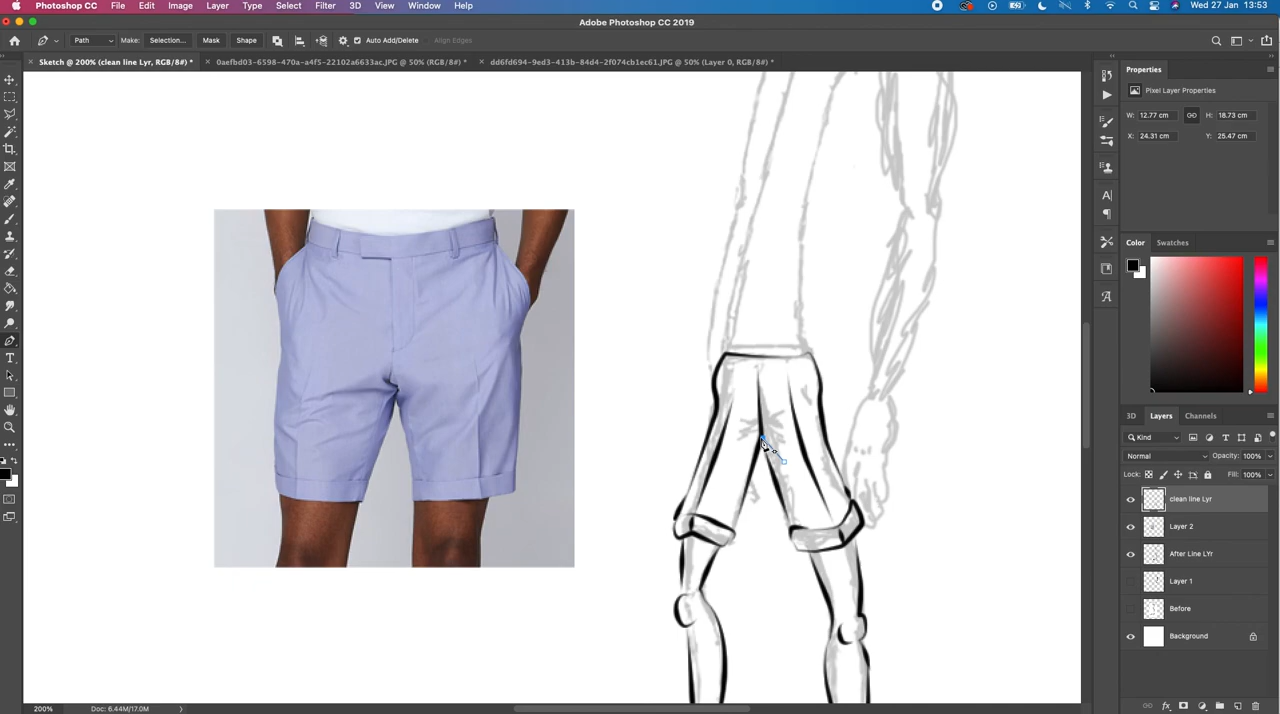 Photoshop CC File Edit Image Layer Type Select Filter 3D View Window Help Wed 27 Jan 13:53
Adobe Photoshop CC 2019
Path Make: Selection... Mask Shape Auto Add/Delete Align Edges
Sketch @ 200% (clean line Lyr, RGB/8#) * 0aefbd03-6598-470a-a4f5-22102a6633ac.JPG @ 50% (RGB/8#) * dd6fd694-9ed3-413b-84d4-2f074cb1ec61.JPG @ 50% (Layer 0, RGB/8#) *
Properties
Pixel Layer Properties
W: 12.77 cm H: 18.73 cm
X: 24.31 cm Y: 25.47 cm
Color Swatches
3D Layers Channels
Kind
Normal Opacity: 100%
Lock: Fill: 100%
clean line Lyr
Layer 2
After Line LYr
Layer 1
Before
Background
200% Doc: 6.44M/17.0M